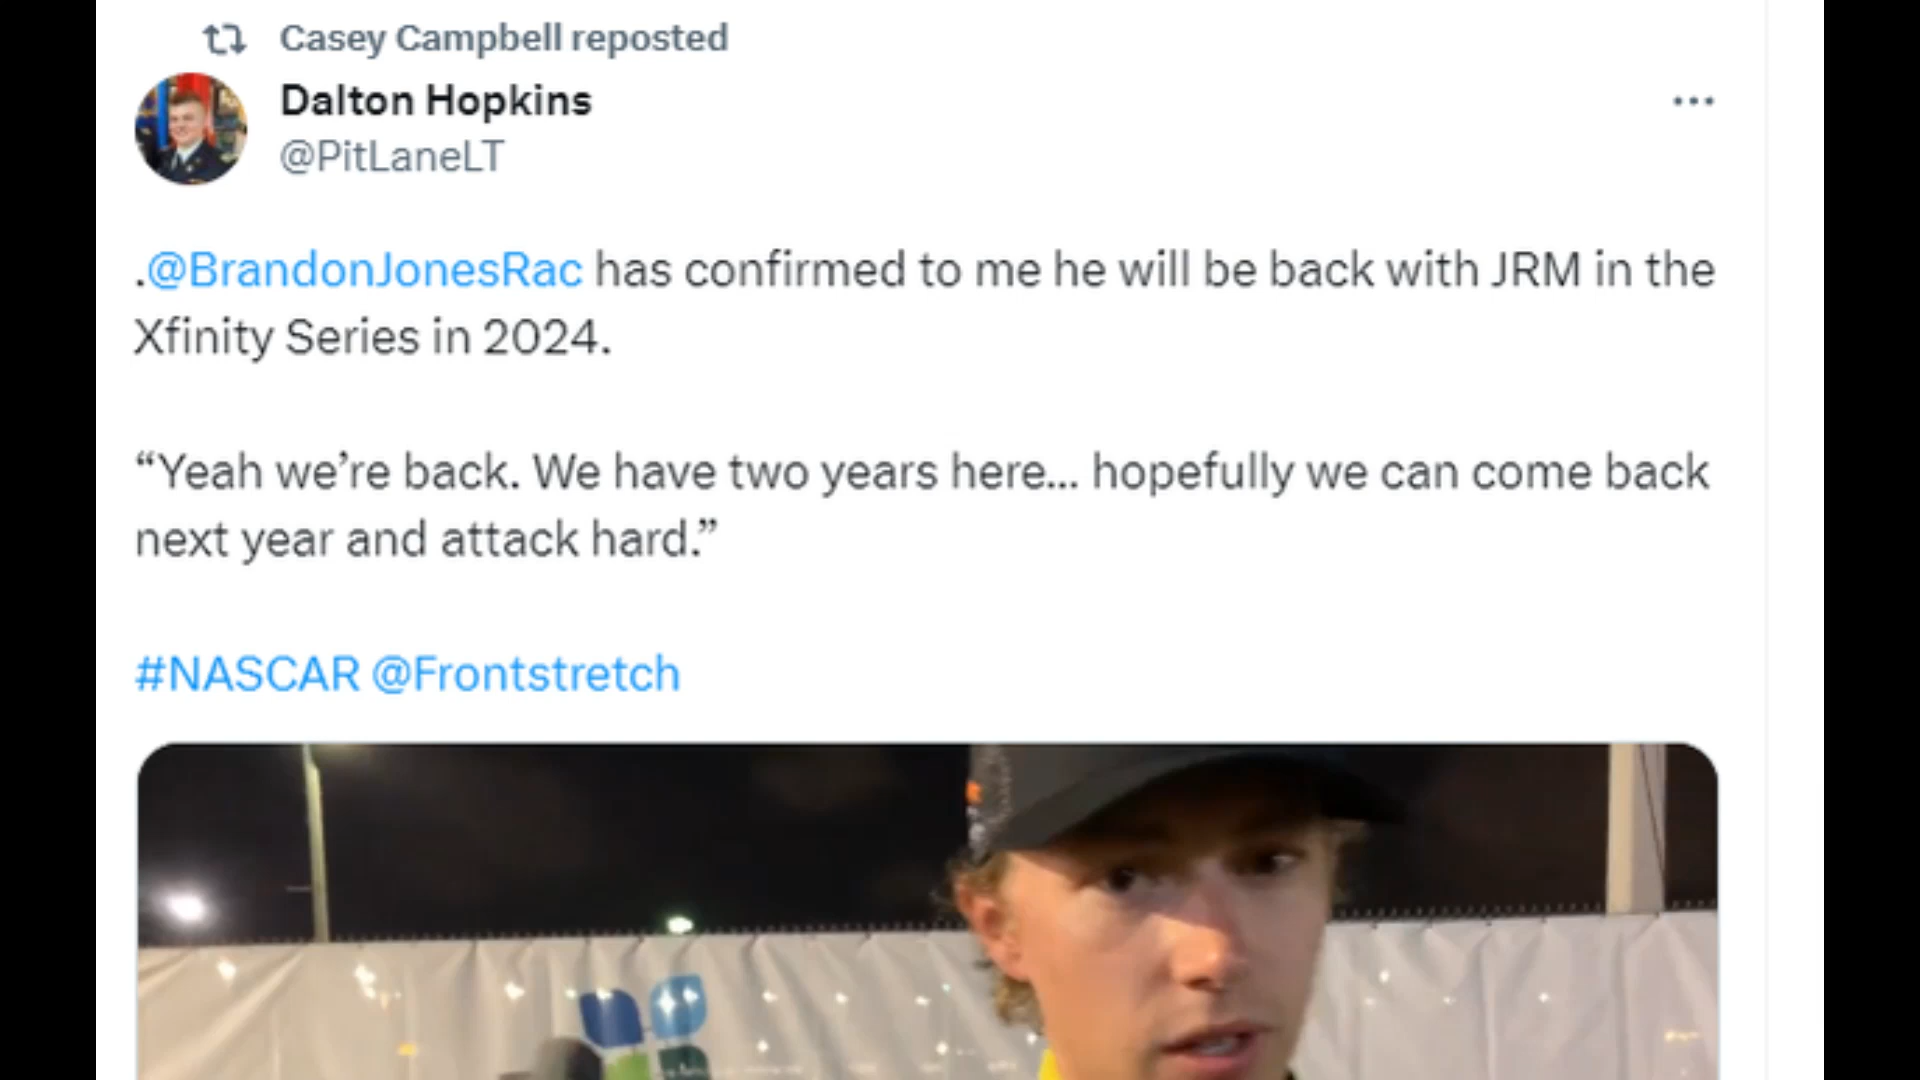 Casey Campbell reposted
Dalton Hopkins
@PitLaneLT
.@BrandonJonesRac has confirmed to me he will be back with JRM in the
Xfinity Series in 2024.
“Yeah we’re back. We have two years here... hopefully we can come back
next year and attack hard.”
#NASCAR @Frontstretch